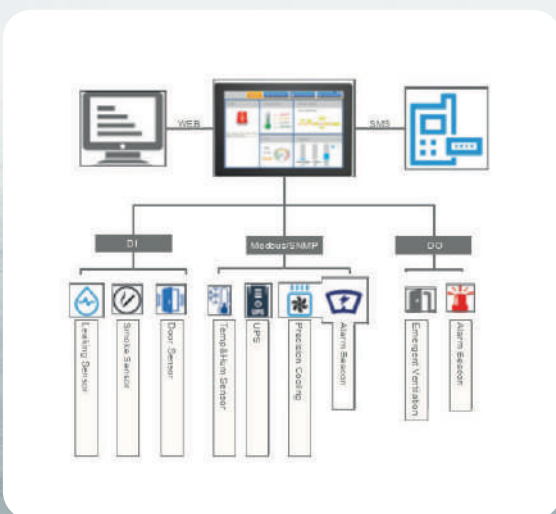 WEB
SMS
DI
Modbus/SNMP
DO
Leaking Sensor
Smoke Sensor
Door Sensor
Temp&Hum Sensor
UPS
UPS
Precision Cooling
Alarm Beacon
Emergent Ventilation
Alarm Beacon